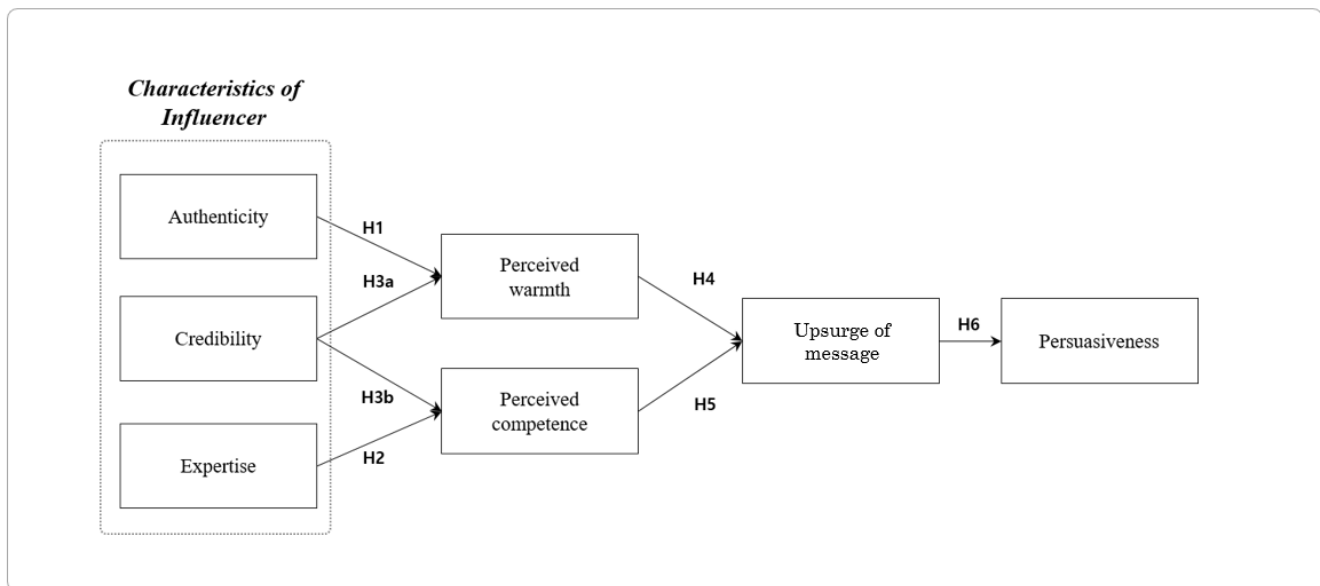 Characteristics of
Influencer
Authenticity
H1
Perceived
warmth
H3a
H4
Credibility
Upsurge of
message
H6
Persuasiveness
H3b
Perceived
competence
H5
Expertise
H2